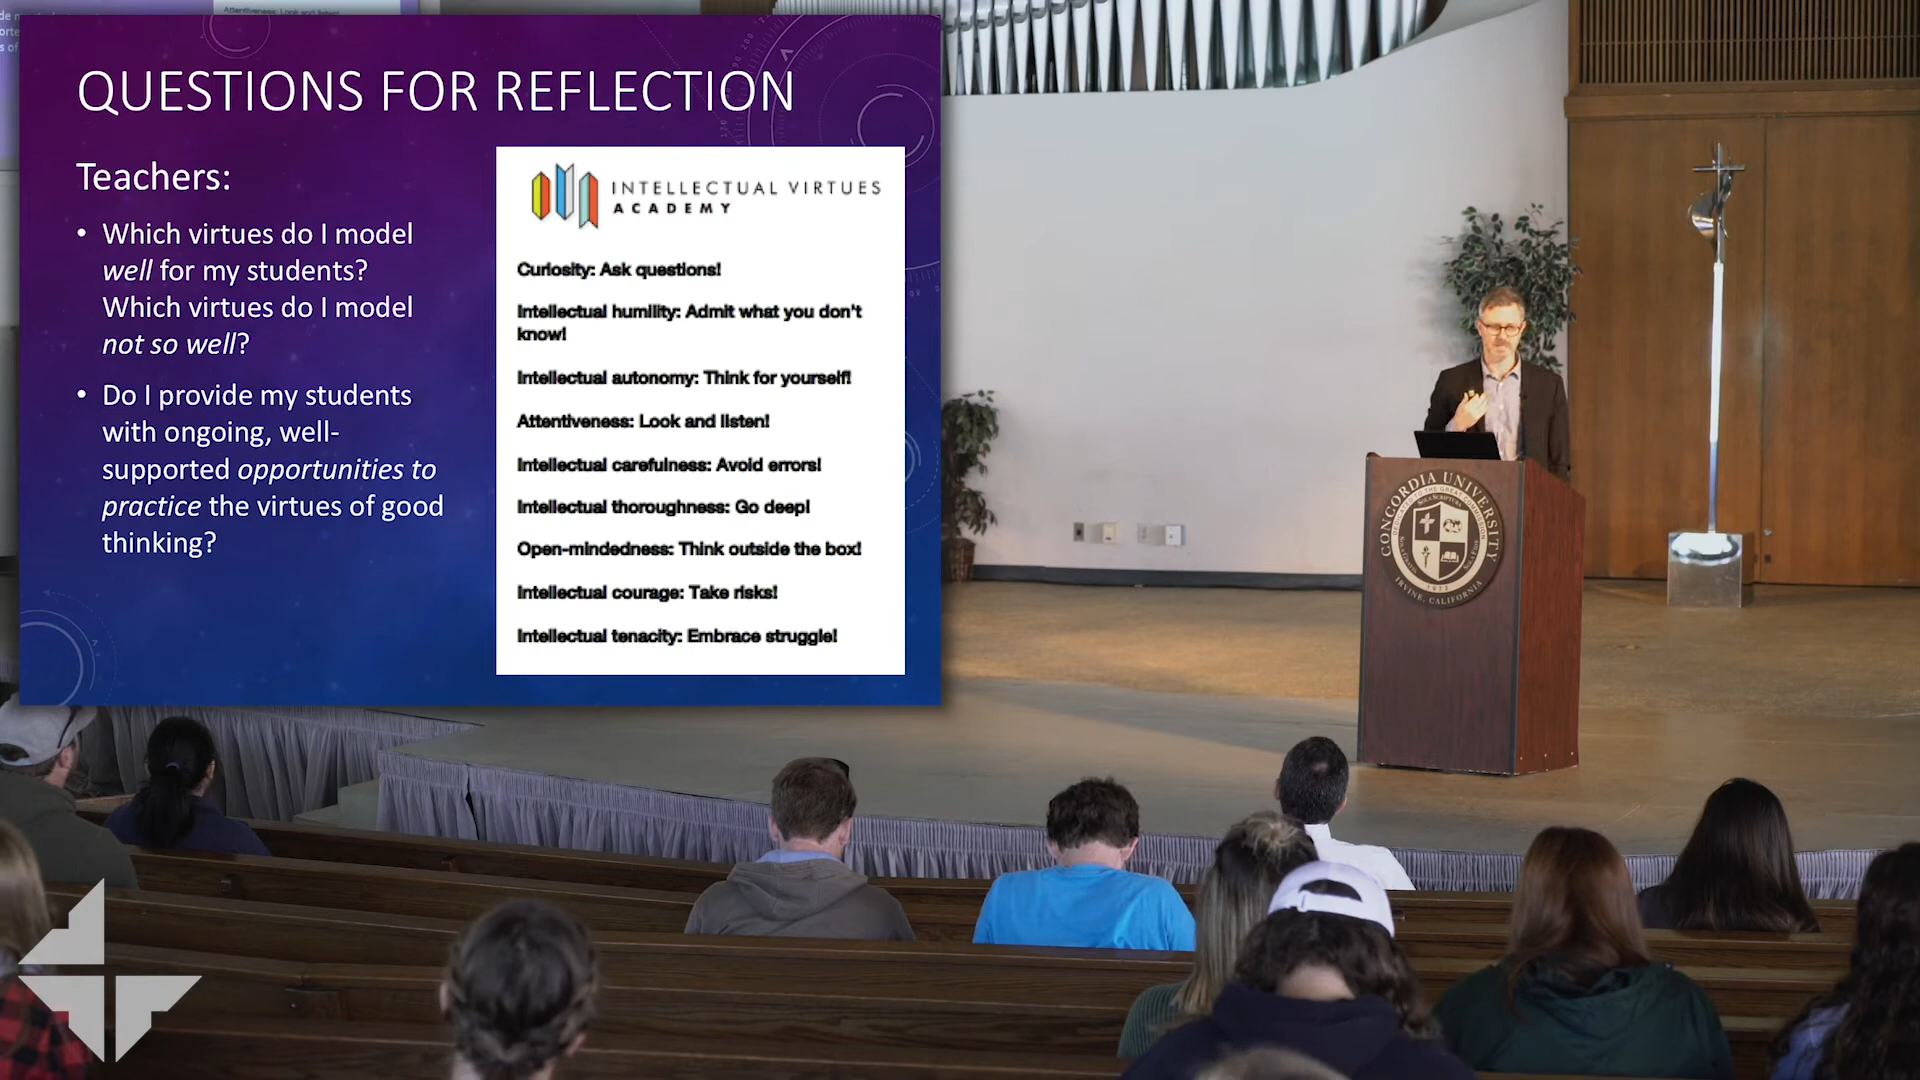 QUESTIONS FOR REFLECTION
Teachers:
• Which virtues do I model
well for my students?
Which virtues do I model
not so well?
• Do I provide my students
with ongoing, well-
supported opportunities to
practice the virtues of good
thinking?
INTELLECTUAL VIRTUES
ACADEMY
Curiosity: Ask questions!
Intellectual humility: Admit what you don't
know!
Intellectual autonomy: Think for yourself!
Attentiveness: Look and listen!
Intellectual carefulness: Avoid errors!
Intellectual thoroughness: Go deep!
Open-mindedness: Think outside the box!
Intellectual courage: Take risks!
Intellectual tenacity: Embrace struggle!
Attentiveness: Look and listen!
CONCORDIA UNIVERSITY
IRVINE, CALIFORNIA